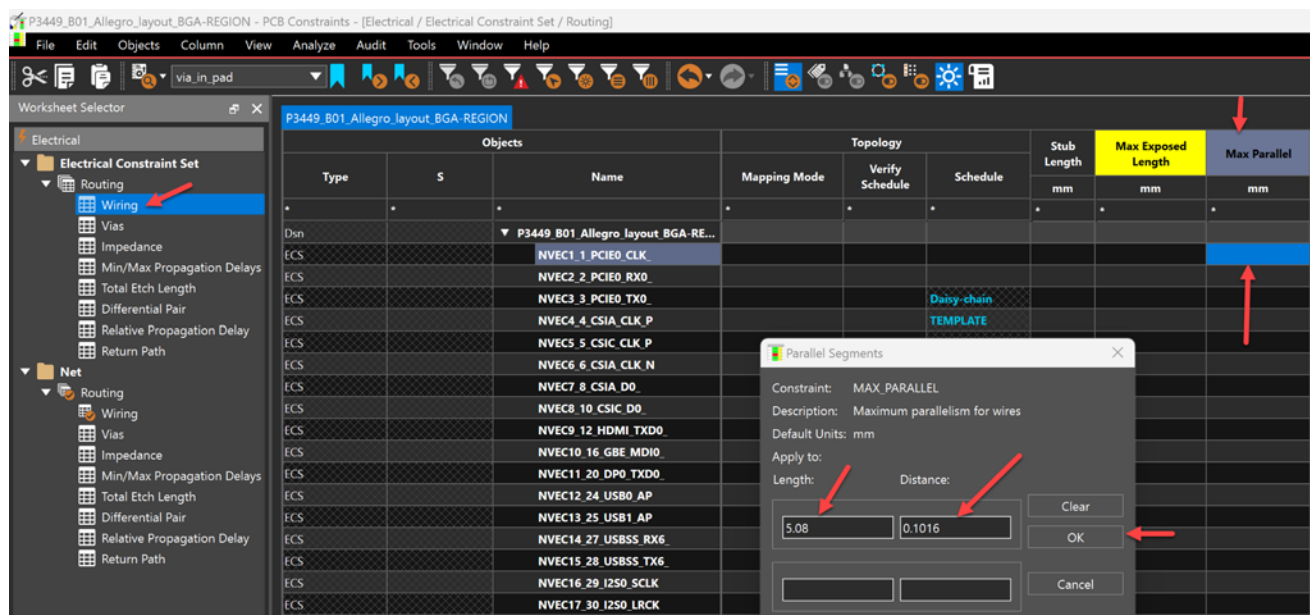 P3449_B01_Allegro_layout_BGA-REGION - PCB Constraints - [Electrical / Electrical Constraint Set / Routing]
File Edit Objects Column View Analyze Audit Tools Window Help
via_in_pad
Worksheet Selector
Electrical
Electrical Constraint Set
Routing
Wiring
Vias
Impedance
Min/Max Propagation Delays
Total Etch Length
Differential Pair
Relative Propagation Delay
Return Path
Net
Routing
Wiring
Vias
Impedance
Min/Max Propagation Delays
Total Etch Length
Differential Pair
Relative Propagation Delay
Return Path
P3449_B01_Allegro_layout_BGA-REGION
Objects Topology Stub Length Max Exposed Length Max Parallel
Type S Name Mapping Mode Verify Schedule Schedule mm mm mm
* * * * * * * * *
Dsn P3449_B01_Allegro_layout_BGA-RE...
ECS NVEC1_1_PCIE0_CLK_
ECS NVEC2_2_PCIE0_RX0_
ECS NVEC3_3_PCIE0_TX0_ Daisy-chain
ECS NVEC4_4_CSIA_CLK_P TEMPLATE
ECS NVEC5_5_CSIC_CLK_P
ECS NVEC6_6_CSIA_CLK_N
ECS NVEC7_8_CSIA_D0_
ECS NVEC8_10_CSIC_D0_
ECS NVEC9_12_HDMI_TXD0_
ECS NVEC10_16_GBE_MDI0_
ECS NVEC11_20_DP0_TXD0_
ECS NVEC12_24_USB0_AP
ECS NVEC13_25_USB1_AP
ECS NVEC14_27_USBSS_RX6_
ECS NVEC15_28_USBSS_TX6_
ECS NVEC16_29_I2S0_SCLK
ECS NVEC17_30_I2S0_LRCK
Parallel Segments
Constraint: MAX_PARALLEL
Description: Maximum parallelism for wires
Default Units: mm
Apply to:
Length: Distance:
5.08 0.1016
Clear
OK
Cancel